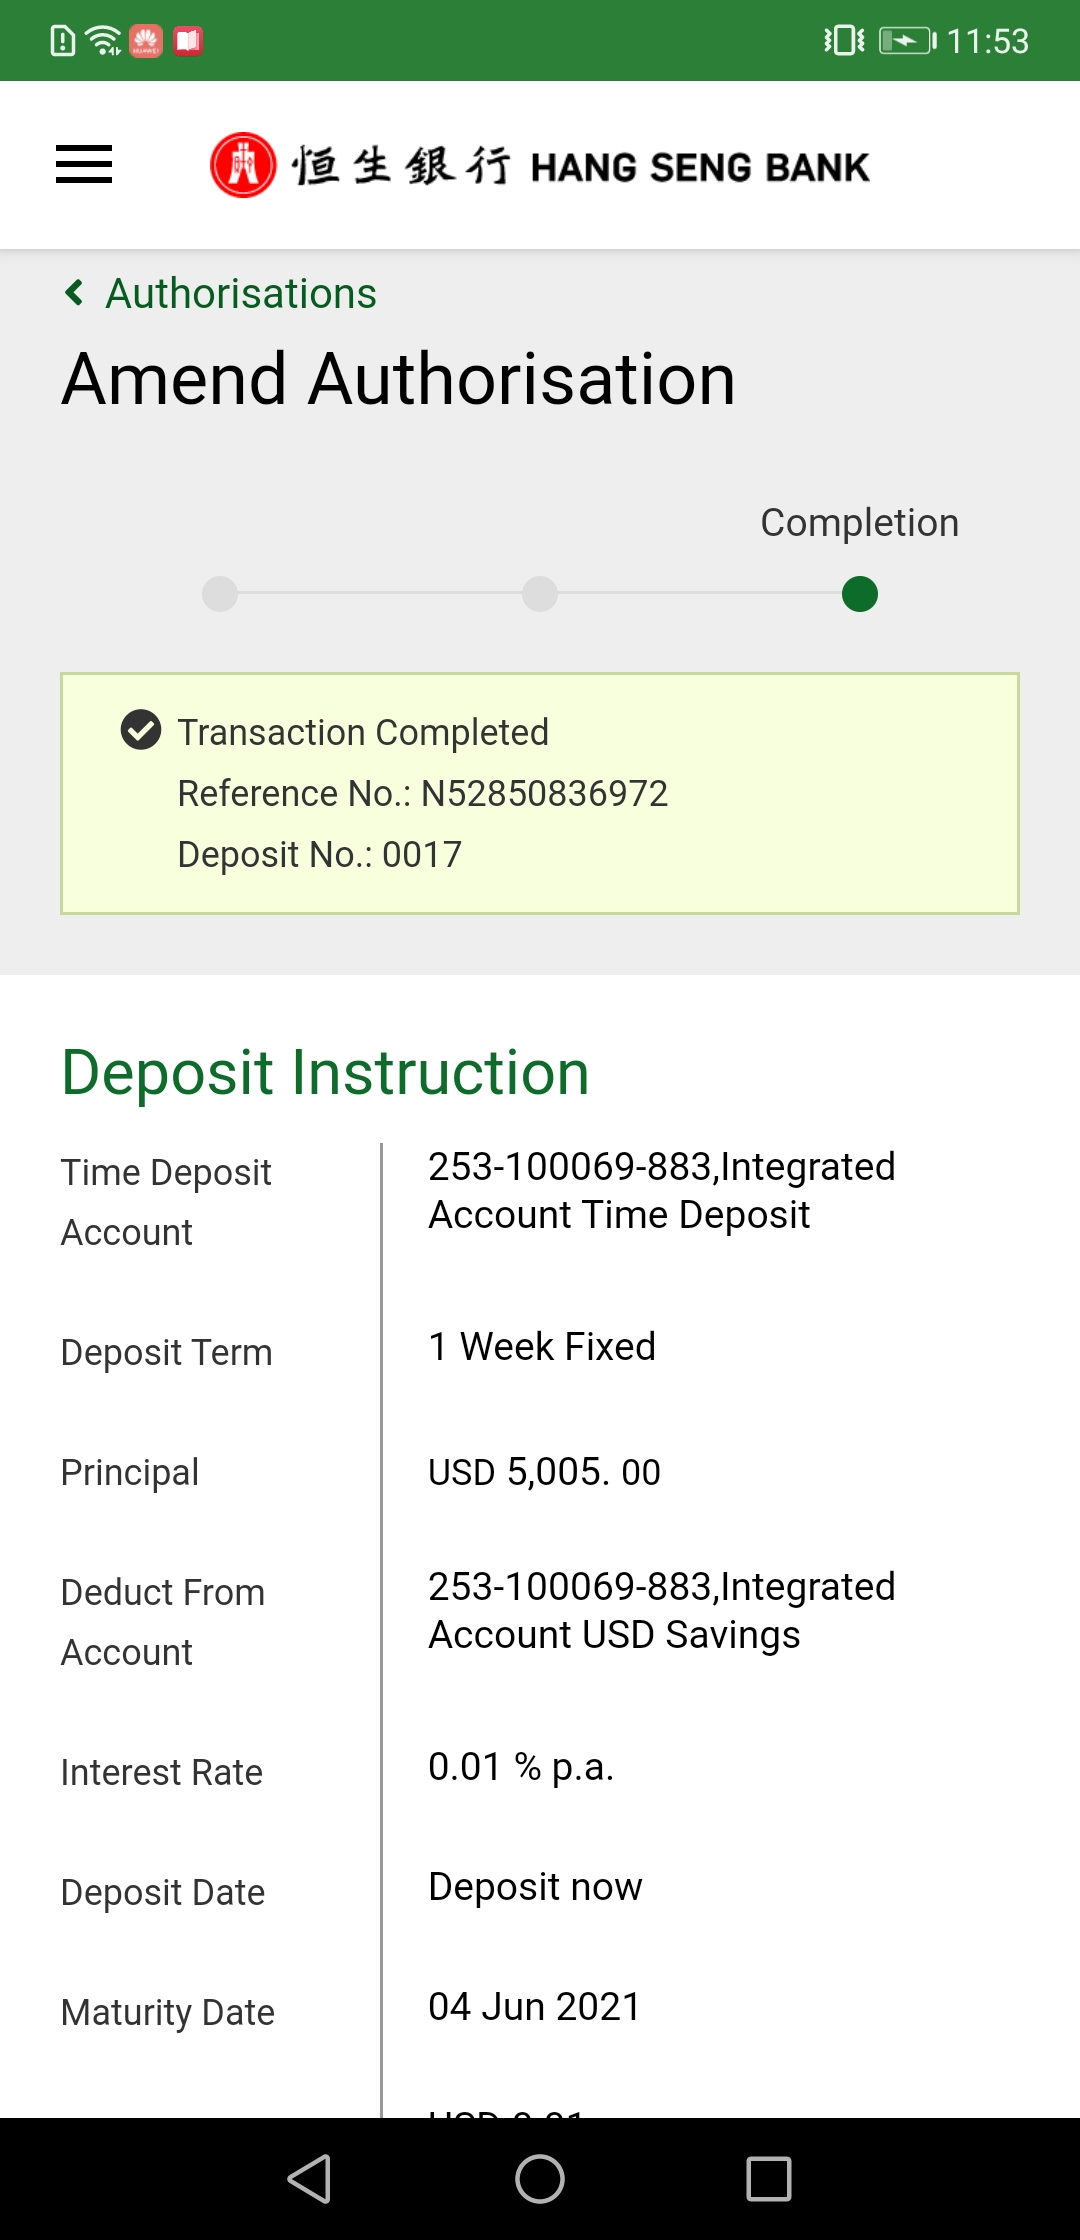 11:53
恒生銀行 HANG SENG BANK
Authorisations
Amend Authorisation
Completion
Transaction Completed
Reference No.: N52850836972
Deposit No.: 0017
Deposit Instruction
Time Deposit Account
253-100069-883,Integrated
Account Time Deposit
Deposit Term
1 Week Fixed
Principal
USD 5,005. 00
Deduct From Account
253-100069-883,Integrated
Account USD Savings
Interest Rate
0.01 % p.a.
Deposit Date
Deposit now
Maturity Date
04 Jun 2021